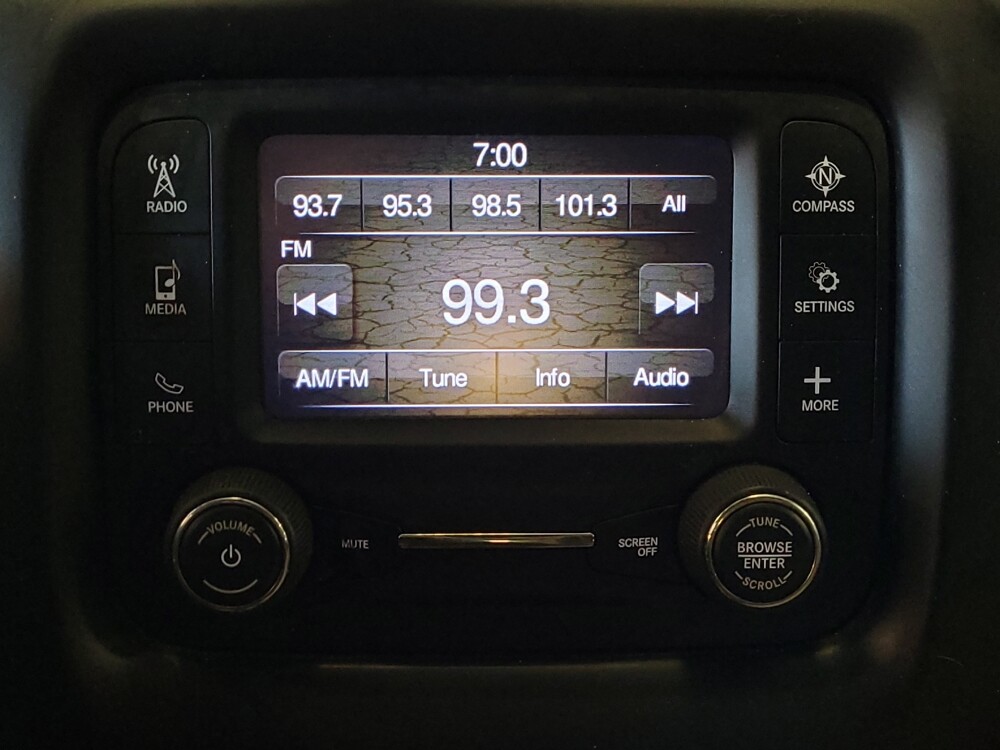 7:00
93.7 95.3 98.5 101.3 All
FM
99.3
AM/FM Tune Info Audio
RADIO
MEDIA
PHONE
N
COMPASS
SETTINGS
MORE
VOLUME
MUTE
SCREEN
OFF
TUNE
BROWSE
ENTER
SCROLL